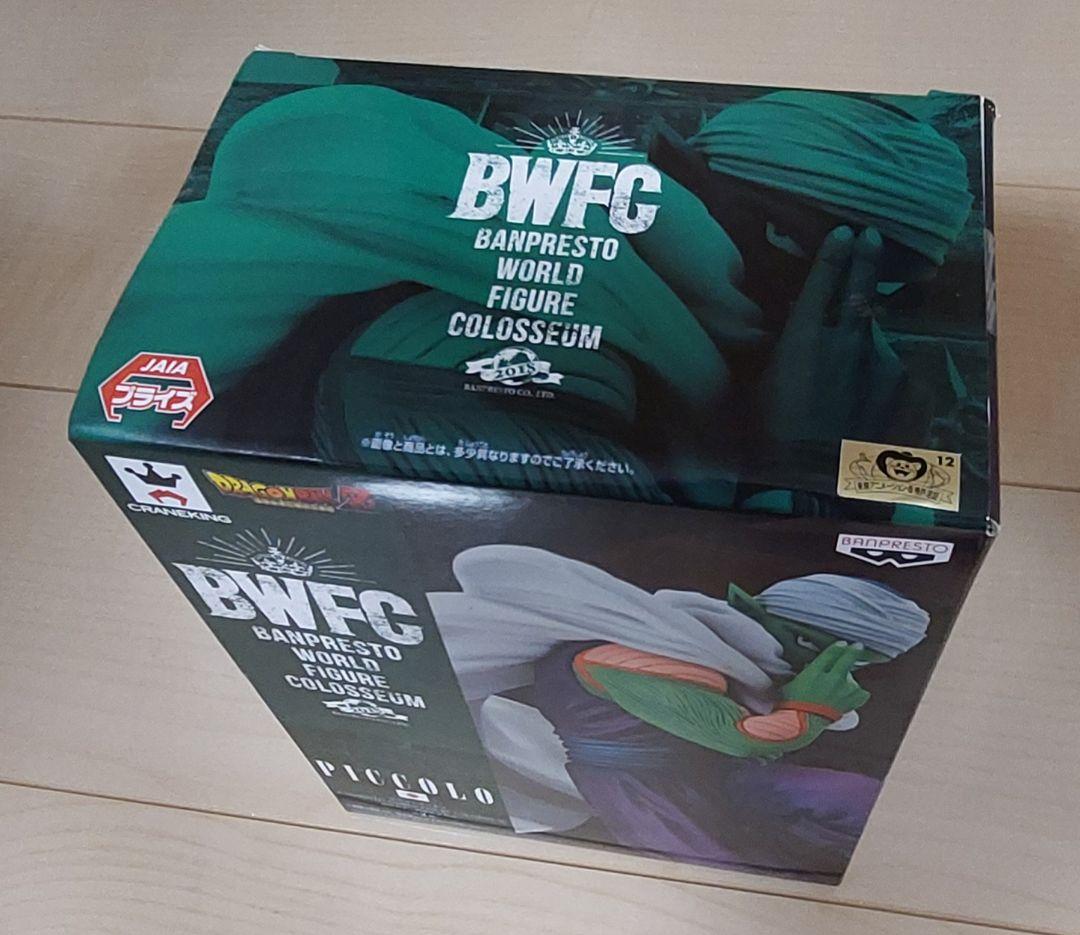 BWFC
BANPRESTO
WORLD
FIGURE
COLOSSEUM
2018
BANPRESTO CO., LTD.
JAIA
プライズ
※画像と商品とは、多少異なりますのでご了承ください。
12
CRANEKING
DRAGONBALL Z
BANPRESTO
BWFC
BANPRESTO
WORLD
FIGURE
COLOSSEUM
2018
PICCOLO